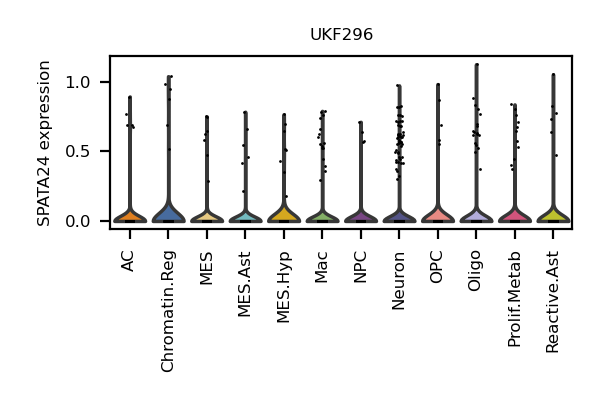 UKF296
SPATA24 expression
1.0
0.5
0.0
AC
Chromatin.Reg
MES
MES.Ast
MES.Hyp
Mac
NPC
Neuron
OPC
Oligo
Prolif.Metab
Reactive.Ast